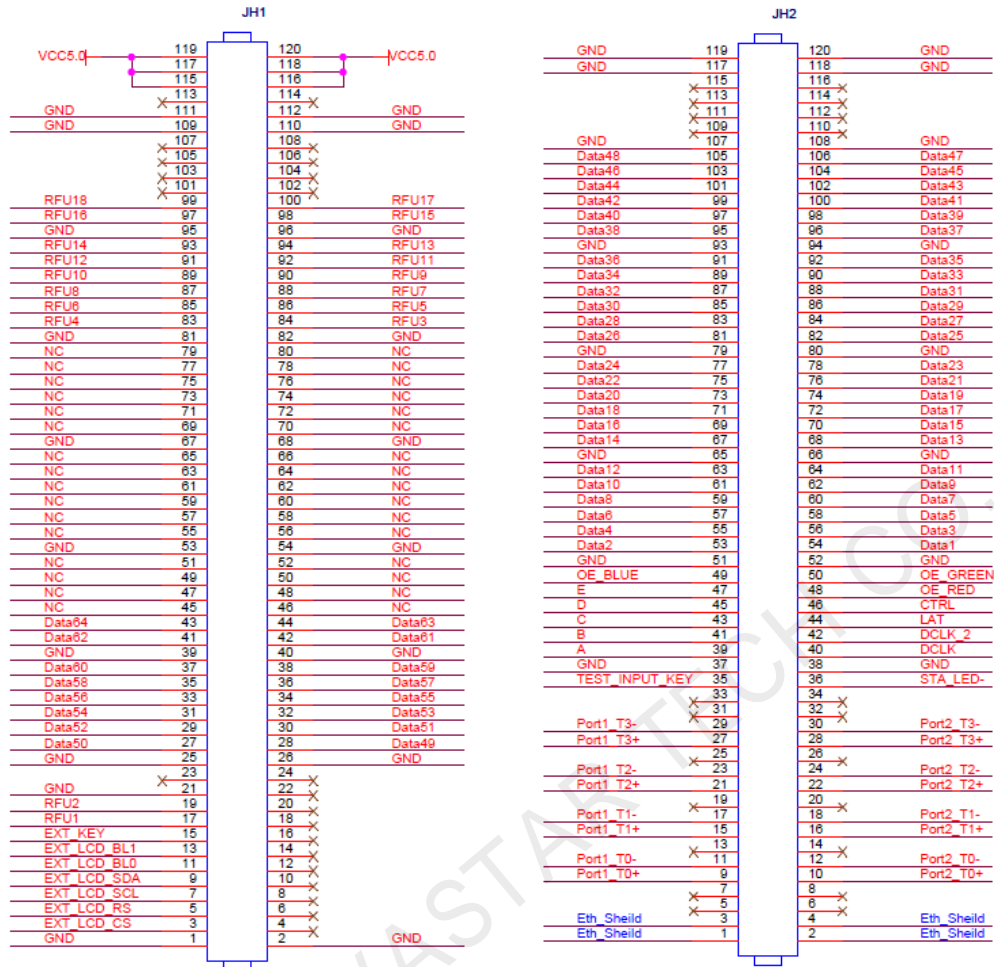 JH1
VCC5.0 119 120 VCC5.0
117 118
115 116
113 114
GND 111 112 GND
GND 109 110 GND
107 108
105 106
103 104
101 102
RFU18 99 100 RFU17
RFU16 97 98 RFU15
GND 95 96 GND
RFU14 93 94 RFU13
RFU12 91 92 RFU11
RFU10 89 90 RFU9
RFU8 87 88 RFU7
RFU6 85 86 RFU5
RFU4 83 84 RFU3
GND 81 82 GND
NC 79 80 NC
NC 77 78 NC
NC 75 76 NC
NC 73 74 NC
NC 71 72 NC
NC 69 70 NC
GND 67 68 GND
NC 65 66 NC
NC 63 64 NC
NC 61 62 NC
NC 59 60 NC
NC 57 58 NC
NC 55 56 NC
GND 53 54 GND
NC 51 52 NC
NC 49 50 NC
NC 47 48 NC
NC 45 46 NC
Data64 43 44 Data63
Data62 41 42 Data61
GND 39 40 GND
Data60 37 38 Data59
Data58 35 36 Data57
Data56 33 34 Data55
Data54 31 32 Data53
Data52 29 30 Data51
Data50 27 28 Data49
GND 25 26 GND
23 24
GND 21 22
RFU2 19 20
RFU1 17 18
EXT_KEY 15 16
EXT_LCD_BL1 13 14
EXT_LCD_BL0 11 12
EXT_LCD_SDA 9 10
EXT_LCD_SCL 7 8
EXT_LCD_RS 5 6
EXT_LCD_CS 3 4
GND 1 2 GND
JH2
GND 119 120 GND
GND 117 118 GND
115 116
113 114
111 112
109 110
GND 107 108 GND
Data48 105 106 Data47
Data46 103 104 Data45
Data44 101 102 Data43
Data42 99 100 Data41
Data40 97 98 Data39
Data38 95 96 Data37
GND 93 94 GND
Data36 91 92 Data35
Data34 89 90 Data33
Data32 87 88 Data31
Data30 85 86 Data29
Data28 83 84 Data27
Data26 81 82 Data25
GND 79 80 GND
Data24 77 78 Data23
Data22 75 76 Data21
Data20 73 74 Data19
Data18 71 72 Data17
Data16 69 70 Data15
Data14 67 68 Data13
GND 65 66 GND
Data12 63 64 Data11
Data10 61 62 Data9
Data8 59 60 Data7
Data6 57 58 Data5
Data4 55 56 Data3
Data2 53 54 Data1
GND 51 52 GND
OE_BLUE 49 50 OE_GREEN
E 47 48 OE_RED
D 45 46 CTRL
C 43 44 LAT
B 41 42 DCLK_2
A 39 40 DCLK
GND 37 38 GND
TEST_INPUT_KEY 35 36 STA_LED-
33 34
31 32
Port1_T3- 29 30 Port2_T3-
Port1_T3+ 27 28 Port2_T3+
25 26
Port1_T2- 23 24 Port2_T2-
Port1_T2+ 21 22 Port2_T2+
19 20
Port1_T1- 17 18 Port2_T1-
Port1_T1+ 15 16 Port2_T1+
13 14
Port1_T0- 11 12 Port2_T0-
Port1_T0+ 9 10 Port2_T0+
7 8
5 6
Eth_Sheild 3 4 Eth_Sheild
Eth_Sheild 1 2 Eth_Sheild
TECH CO.